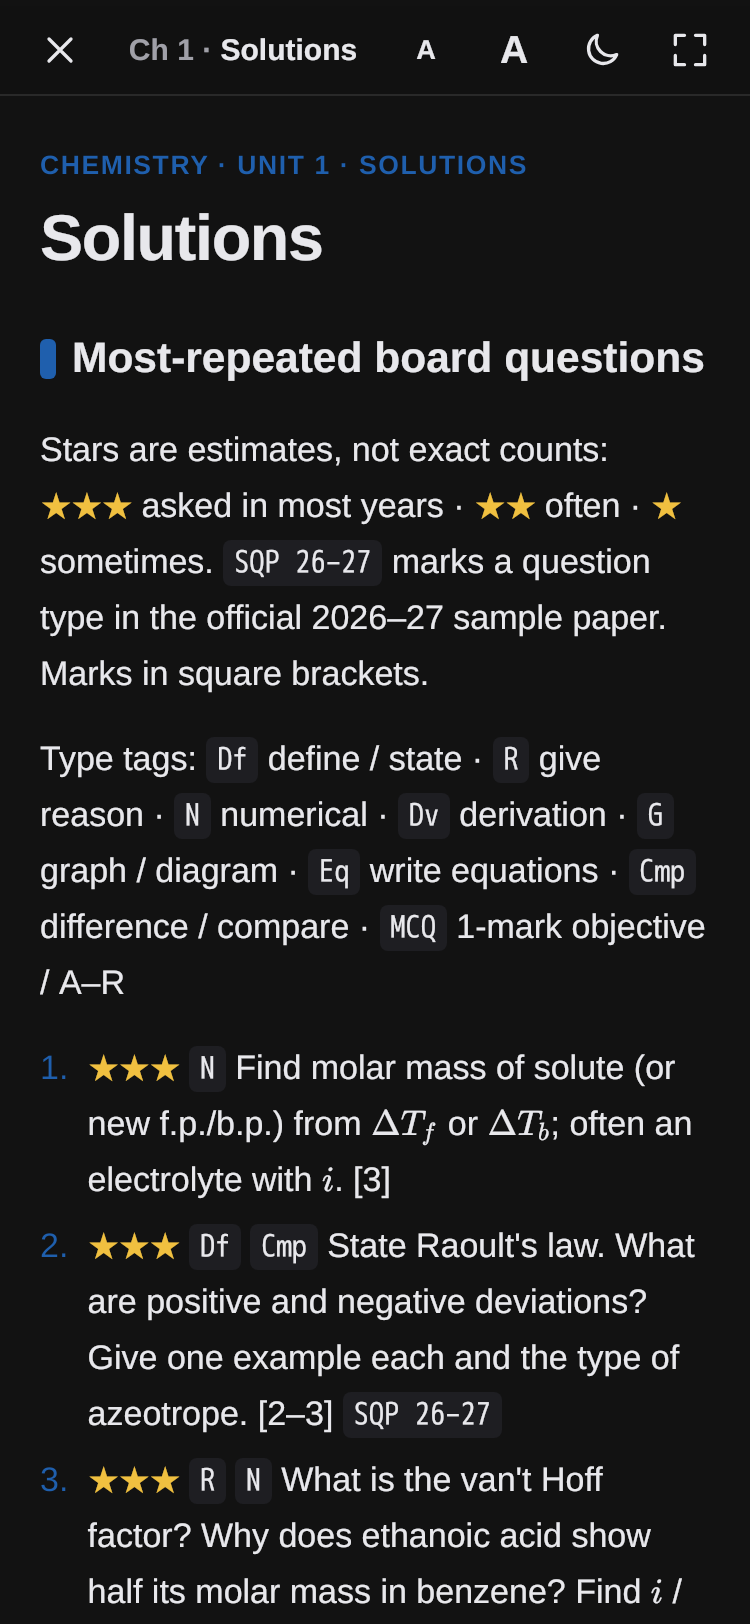 Ch 1 · Solutions A A
CHEMISTRY · UNIT 1 · SOLUTIONS
Solutions
Most-repeated board questions
Stars are estimates, not exact counts:
★★★ asked in most years · ★★ often · ★
sometimes. SQP 26–27 marks a question
type in the official 2026–27 sample paper.
Marks in square brackets.
Type tags: Df define / state · R give
reason · N numerical · Dv derivation · G
graph / diagram · Eq write equations · Cmp
difference / compare · MCQ 1-mark objective
/ A–R
1. ★★★ N Find molar mass of solute (or
new f.p./b.p.) from ΔT_f or ΔT_b; often an
electrolyte with i. [3]
2. ★★★ Df Cmp State Raoult's law. What
are positive and negative deviations?
Give one example each and the type of
azeotrope. [2–3] SQP 26–27
3. ★★★ R N What is the van't Hoff
factor? Why does ethanoic acid show
half its molar mass in benzene? Find i /